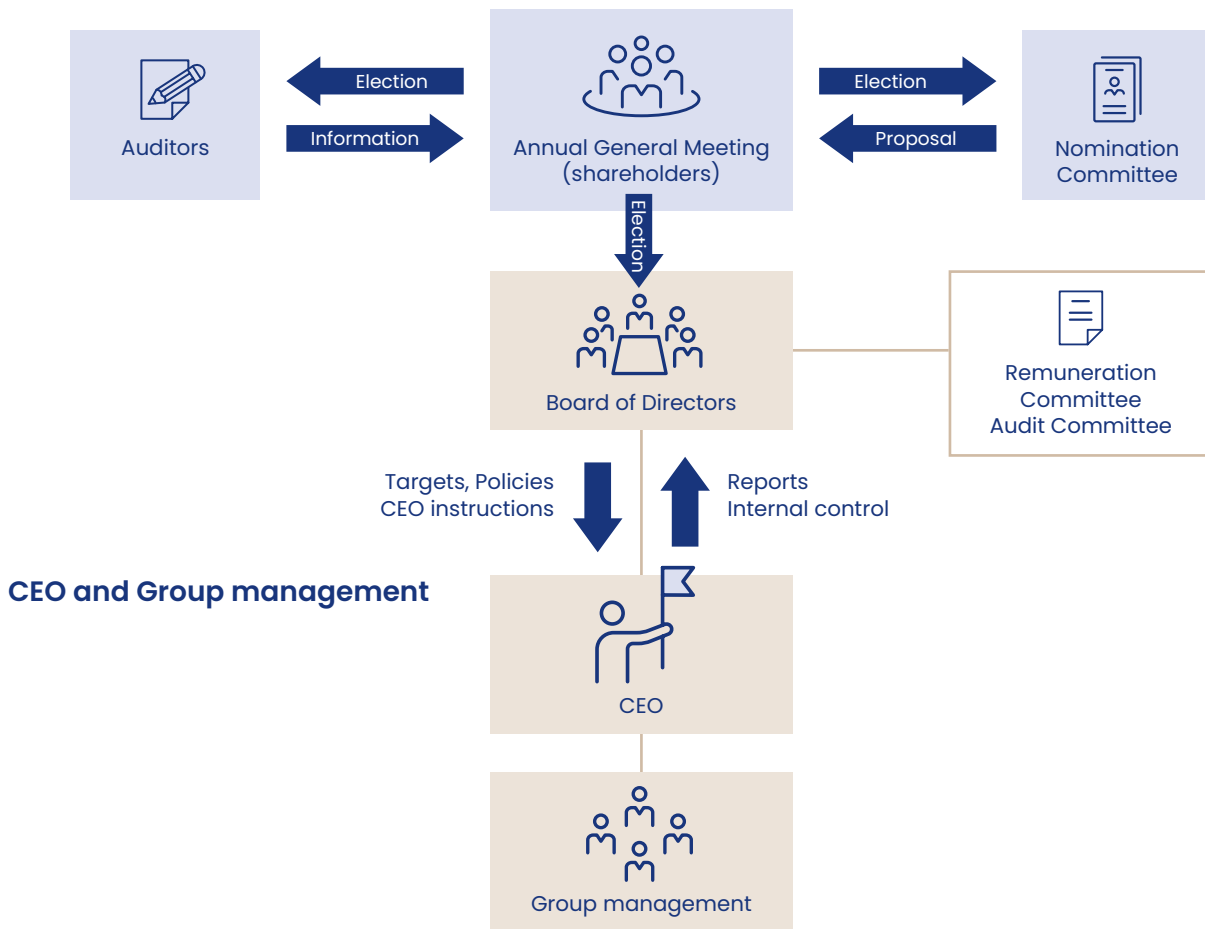 Election
Information
Auditors
Annual General Meeting
(shareholders)
Election
Proposal
Nomination
Committee
Election
Board of Directors
Remuneration
Committee
Audit Committee
Targets, Policies
CEO instructions
Reports
Internal control
CEO and Group management
CEO
Group management